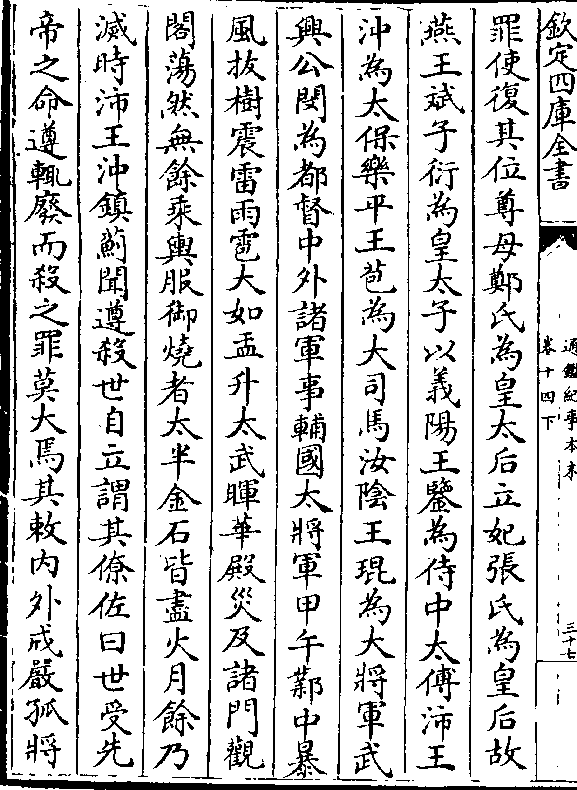 欽定四庫全書
通鑑紀事本末
卷十四下
三十七
罪使復其位尊母鄭氏為皇太后立妃張氏為皇后故
燕王斌子衍為皇太子以義陽王鑒為侍中太傅沛王
沖為太保樂平王苞為大司馬汝陰王琨為大將軍武
興公閔為都督中外諸軍事輔國大將軍甲午鄴中暴
風拔樹震雷雨雹大如盂升太武暉華殿災及諸門觀
閣蕩然無餘乘輿服御燒者太半金石皆盡火月餘乃
滅時沛王沖鎮薊聞遵殺世自立謂其僚佐曰世受先
帝之命遵輒廢而殺之罪莫大焉其敕內外戒嚴孤將